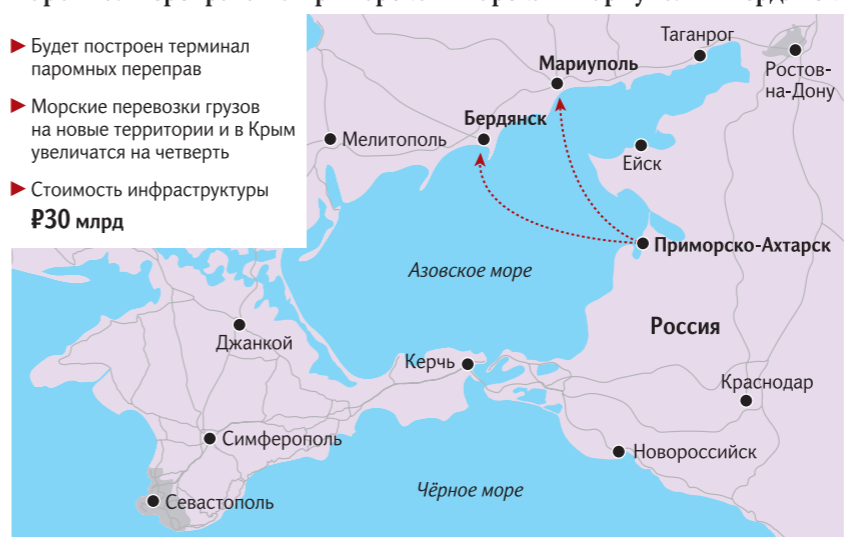 Будет построен терминал
паромных переправ
Морские перевозки грузов
на новые территории и в Крым
увеличатся на четверть
Стоимость инфраструктуры
₽30 млрд
Таганрог
Мариуполь
Ростов-
на-Дону
Бердянск
Мелитополь
Ейск
Приморско-Ахтарск
Азовское море
Россия
Джанкой
Керчь
Краснодар
Симферополь
Новороссийск
Чёрное море
Севастополь